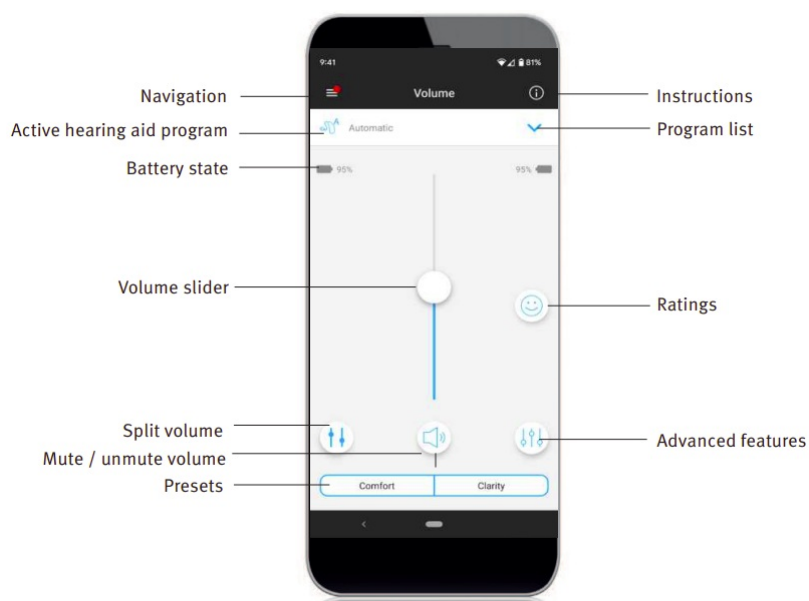 9:41
81%
Volume
Navigation
Instructions
Active hearing aid program
Automatic
Program list
Battery state
95%
95%
Volume slider
Ratings
Split volume
Mute / unmute volume
Advanced features
Presets
Comfort
Clarity